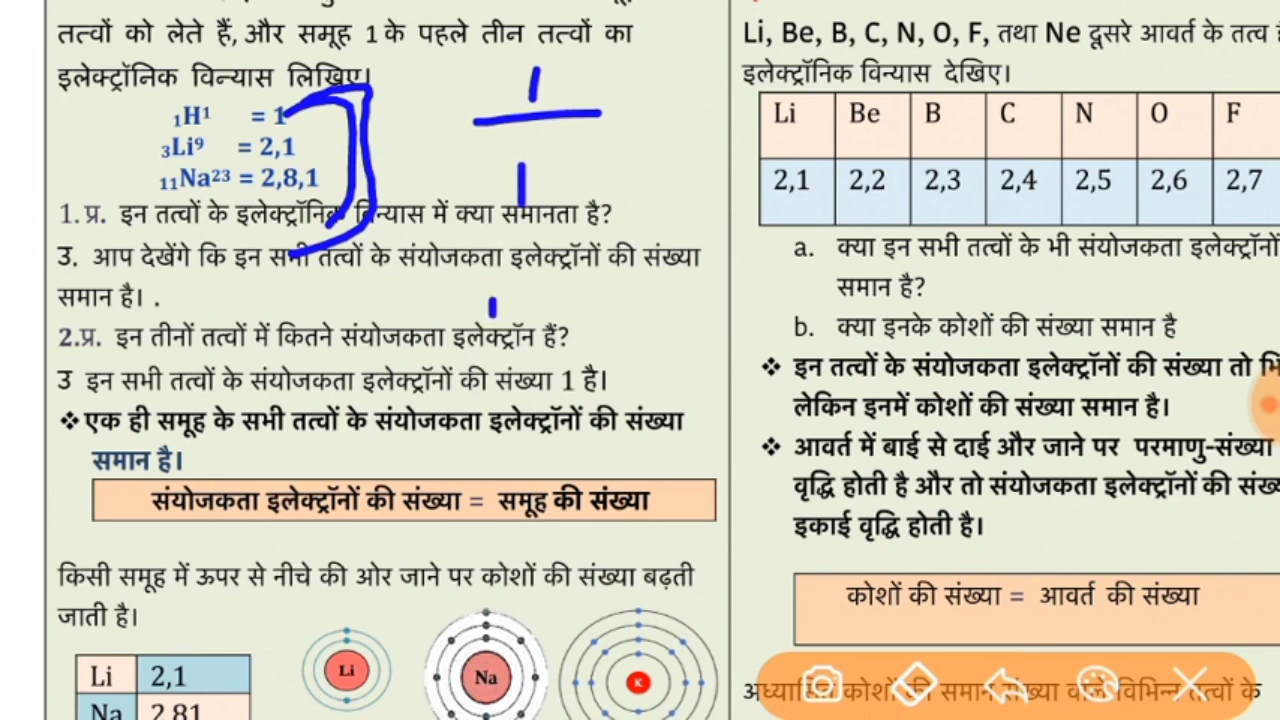 तत्वों को लेते हैं, और समूह 1 के पहले तीन तत्वों का
इलेक्ट्रॉनिक विन्यास लिखिए।
₁H¹ = 1
₃Li⁹ = 2,1
₁₁Na²³ = 2,8,1
1. प्र. इन तत्वों के इलेक्ट्रॉनिक विन्यास में क्या समानता है?
उ. आप देखेंगे कि इन सभी तत्वों के संयोजकता इलेक्ट्रॉनों की संख्या
समान है। .
2.प्र. इन तीनों तत्वों में कितने संयोजकता इलेक्ट्रॉन हैं?
उ इन सभी तत्वों के संयोजकता इलेक्ट्रॉनों की संख्या 1 है।
❖ एक ही समूह के सभी तत्वों के संयोजकता इलेक्ट्रॉनों की संख्या
समान है।
संयोजकता इलेक्ट्रॉनों की संख्या = समूह की संख्या
किसी समूह में ऊपर से नीचे की ओर जाने पर कोशों की संख्या बढ़ती
जाती है।
Li 2,1
Na 2,81
Li Na K
Li, Be, B, C, N, O, F, तथा Ne दूसरे आवर्त के तत्व
इलेक्ट्रॉनिक विन्यास देखिए।
Li Be B C N O F
2,1 2,2 2,3 2,4 2,5 2,6 2,7
a. क्या इन सभी तत्वों के भी संयोजकता इलेक्ट्रॉनों
समान है?
b. क्या इनके कोशों की संख्या समान है
❖ इन तत्वों के संयोजकता इलेक्ट्रॉनों की संख्या तो
लेकिन इनमें कोशों की संख्या समान है।
❖ आवर्त में बाई से दाई और जाने पर परमाणु-संख्या
वृद्धि होती है और तो संयोजकता इलेक्ट्रॉनों की
इकाई वृद्धि होती है।
कोशों की संख्या = आवर्त की संख्या
कोशों की समान संख्या वाले विभिन्न तत्वों के